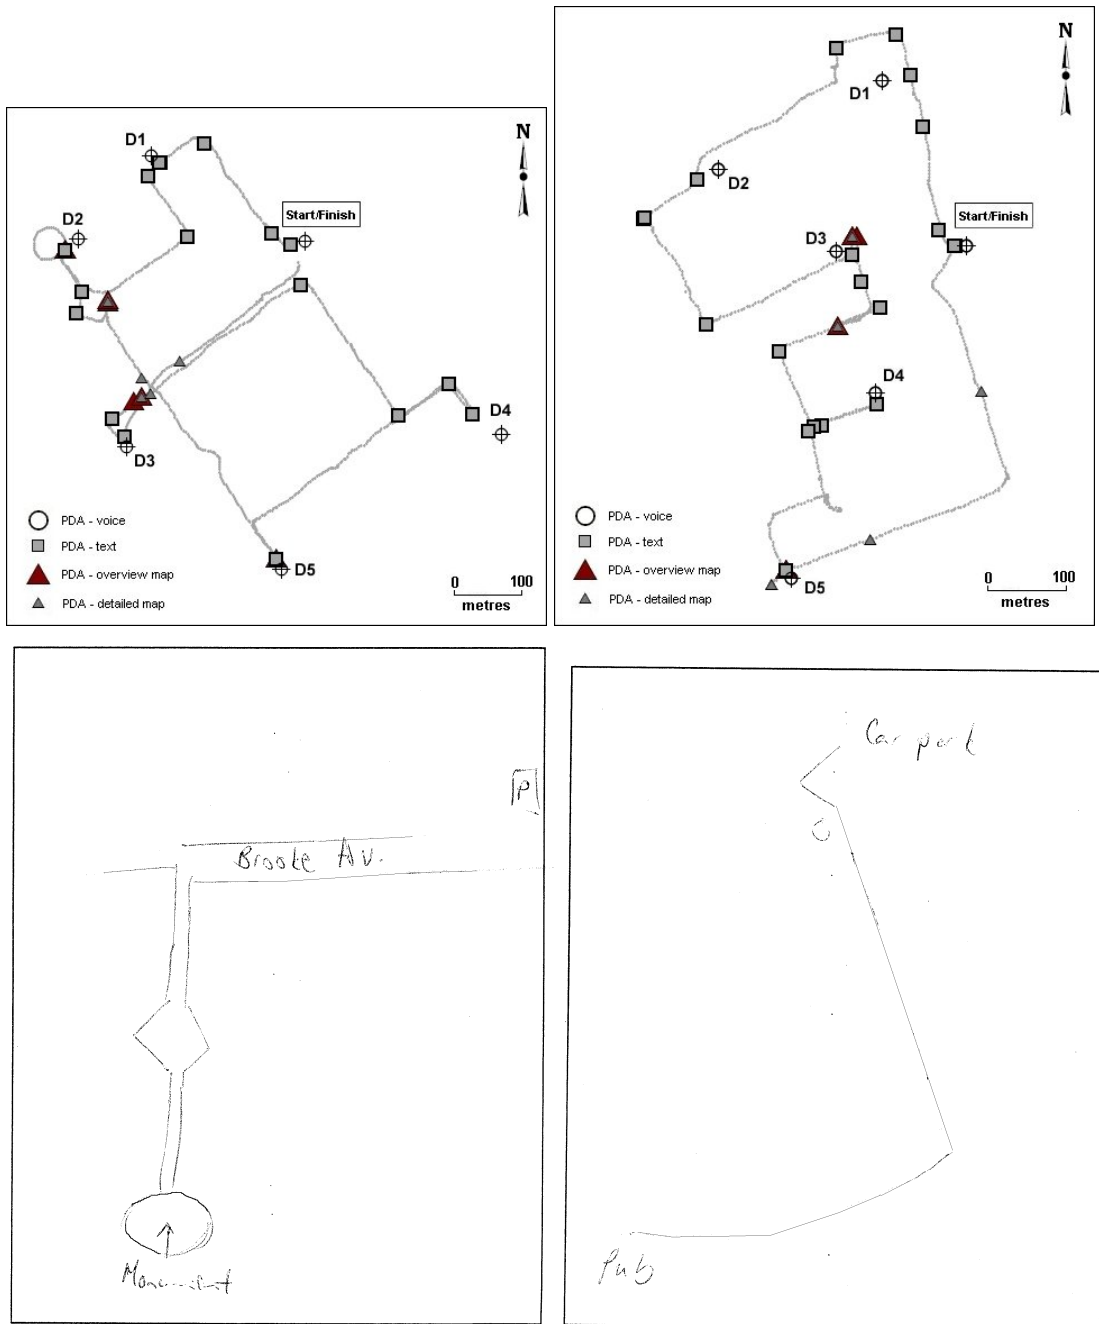 N
D1
D2
Start/Finish
D3
D4
D5
PDA - voice
PDA - text
PDA - overview map
PDA - detailed map
0 100
metres
N
D1
D2
Start/Finish
D3
D4
D5
PDA - voice
PDA - text
PDA - overview map
PDA - detailed map
0 100
metres
P
Brooke Av.
Monument
Car park
Pub